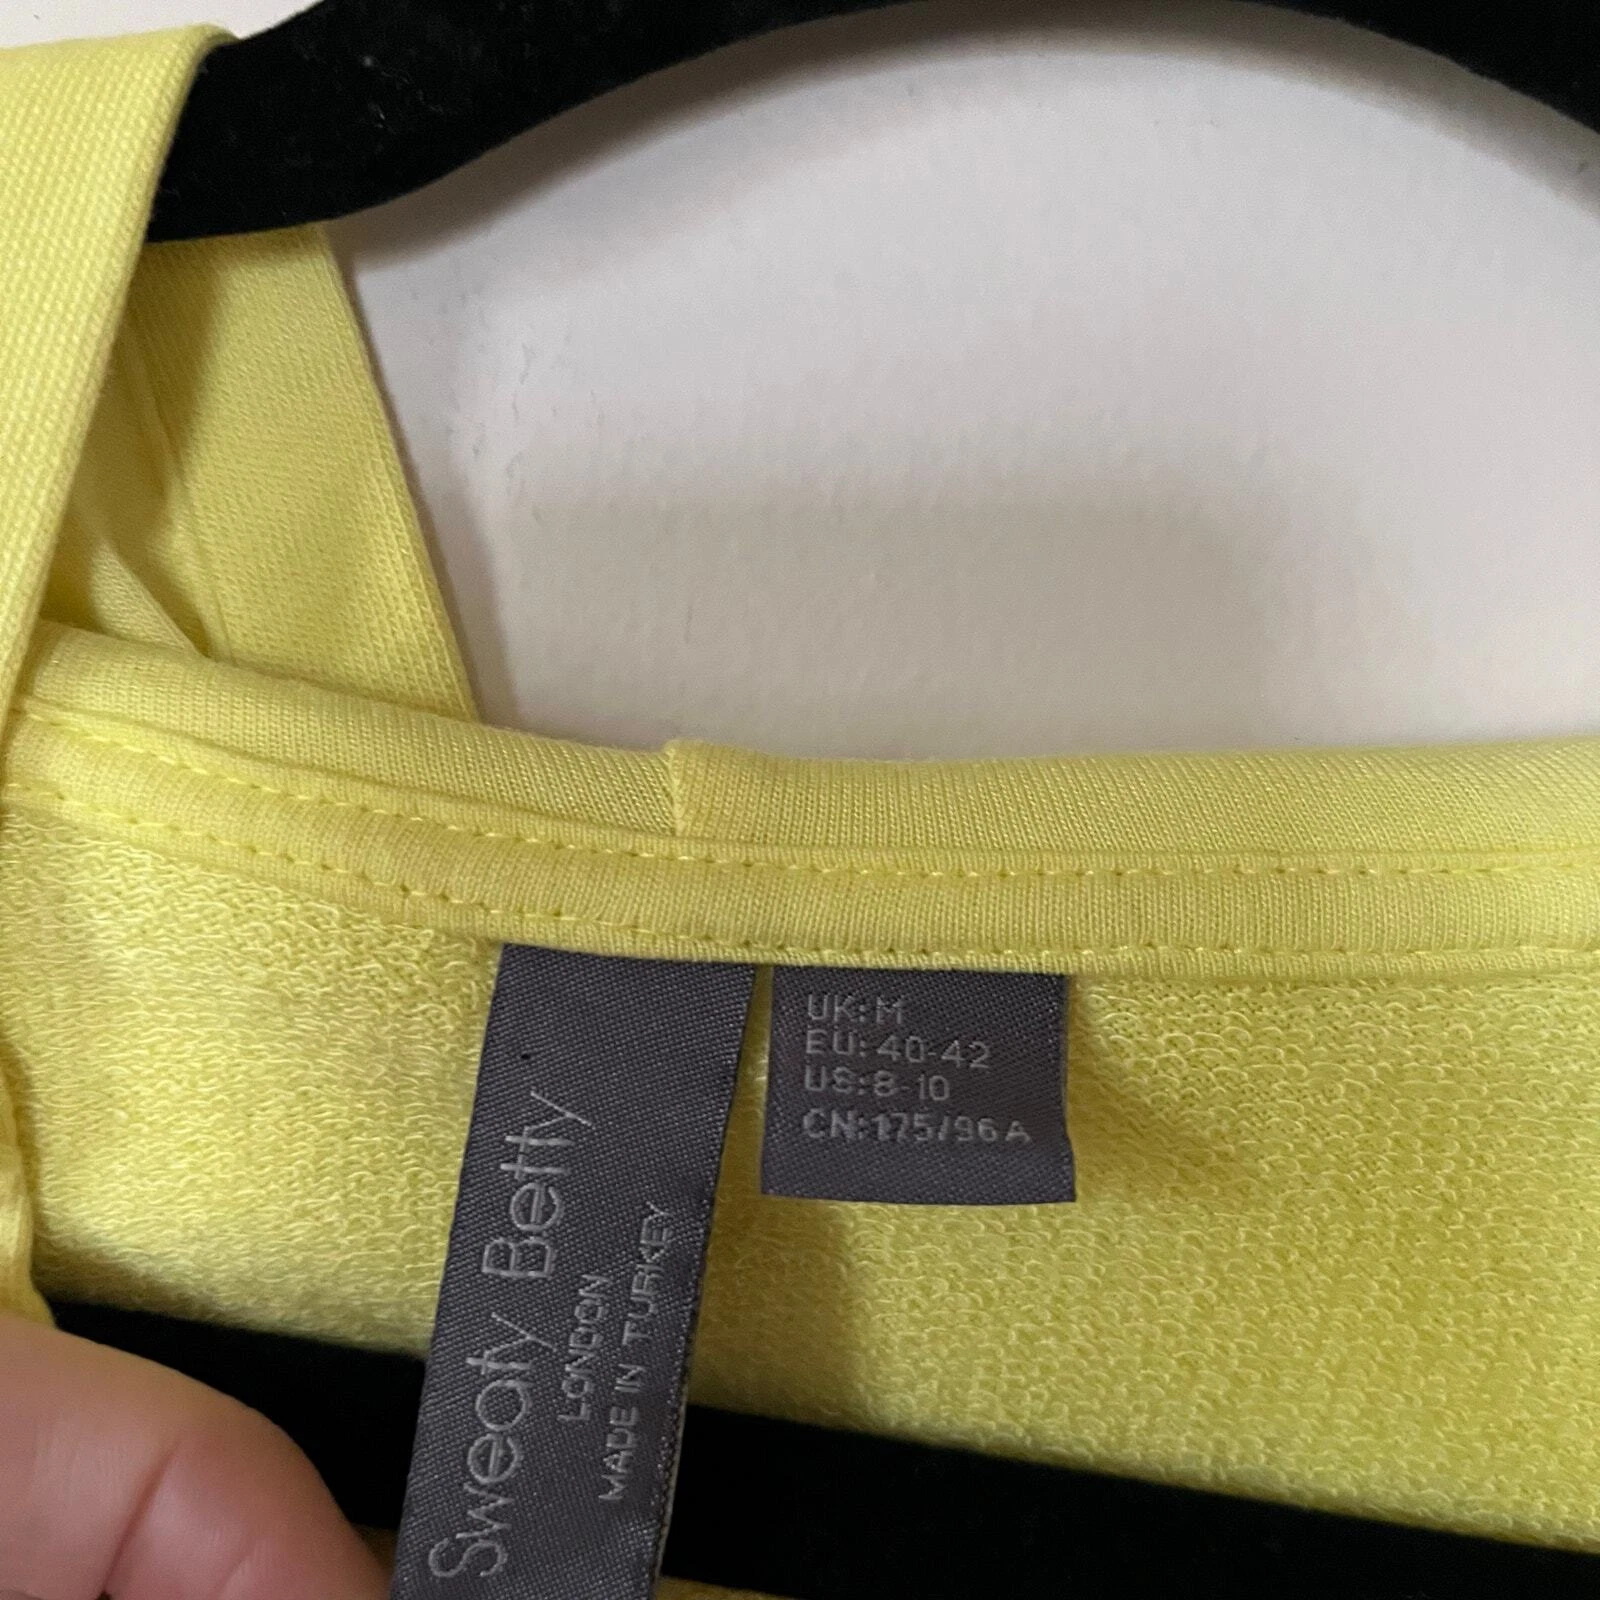 Sweaty Betty
LONDON
MADE IN TURKEY
UK: M
EU: 40-42
US: 8-10
CN: 175/96A